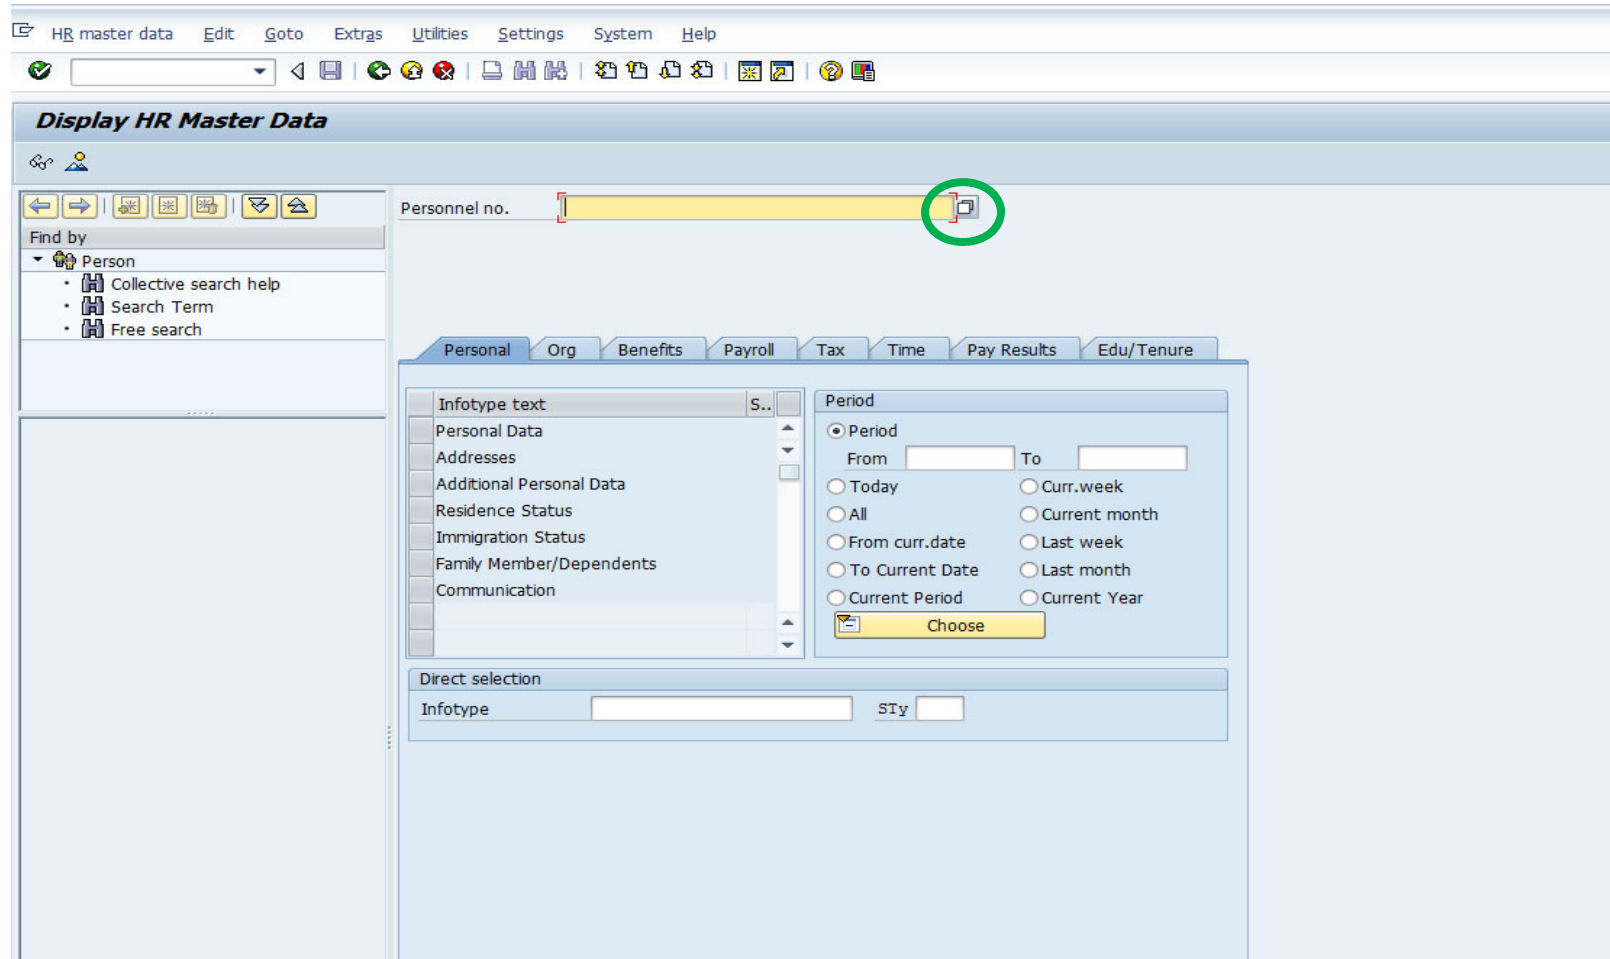 HR master data Edit Goto Extras Utilities Settings System Help
Display HR Master Data
Personnel no.
Find by
Person
Collective search help
Search Term
Free search
Personal Org Benefits Payroll Tax Time Pay Results Edu/Tenure
Infotype text S..
Personal Data
Addresses
Additional Personal Data
Residence Status
Immigration Status
Family Member/Dependents
Communication
Period
Period
From To
Today Curr.week
All Current month
From curr.date Last week
To Current Date Last month
Current Period Current Year
Choose
Direct selection
Infotype STy